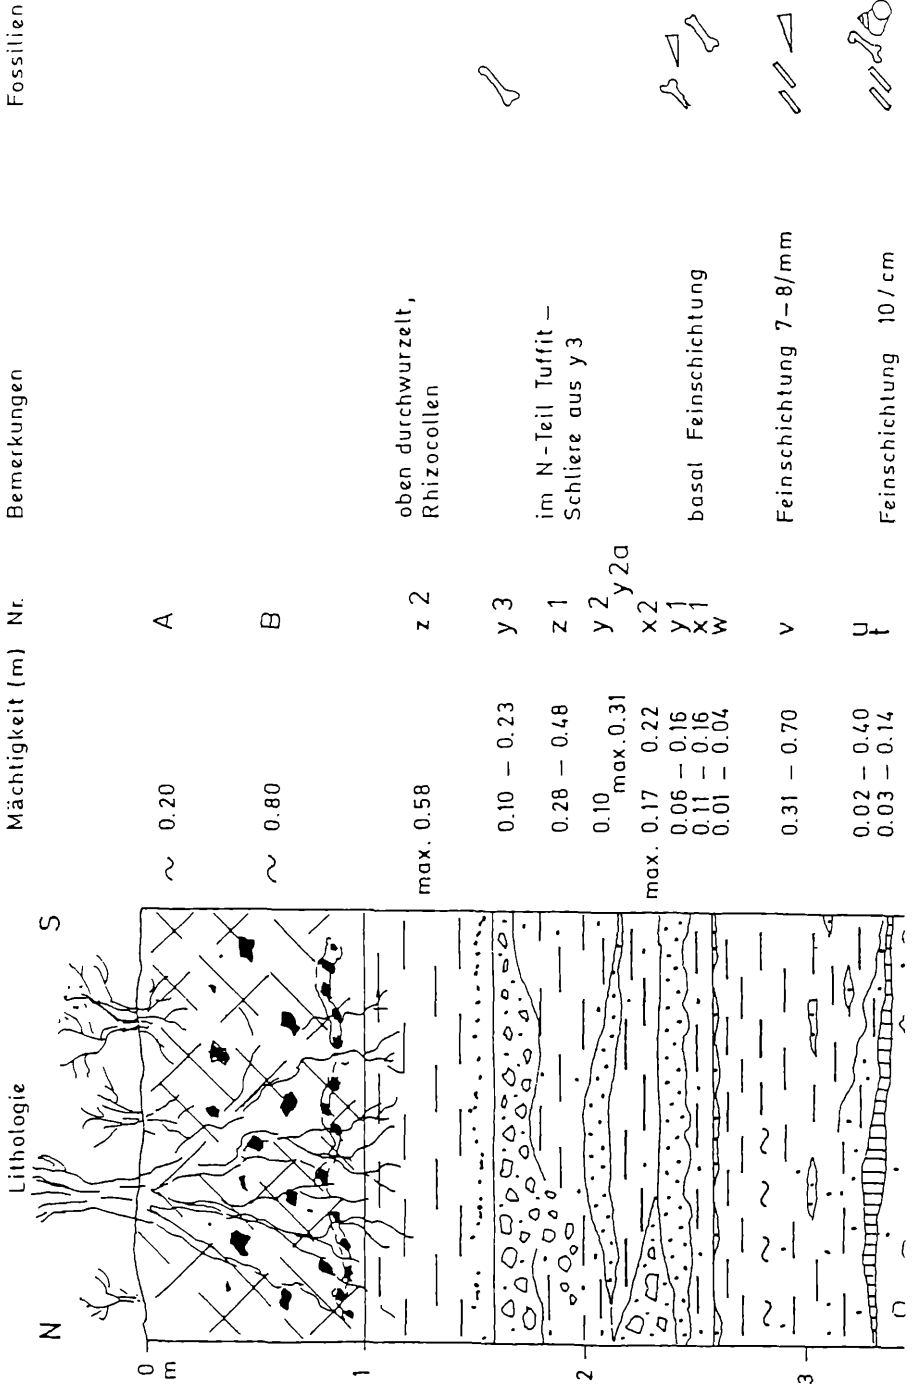 Lithologie Mächtigkeit (m) Nr. Bemerkungen Fossilien
N S
0
m
~ 0.20 A
~ 0.80 B
1
max. 0.58 z 2 oben durchwurzelt,
Rhizocollen
0.10 – 0.23 y 3
0.28 – 0.48 z 1 im N-Teil Tuffit –
Schliere aus y 3
2
0.10 y 2
max. 0.31 y 2a
max. 0.17 0.22 x 2
0.06 – 0.16 y 1 basal Feinschichtung
0.11 – 0.16 x 1
0.01 – 0.04 w
0.31 – 0.70 v Feinschichtung 7–8/mm
3
0.02 – 0.40 u
0.03 – 0.14 t Feinschichtung 10/cm